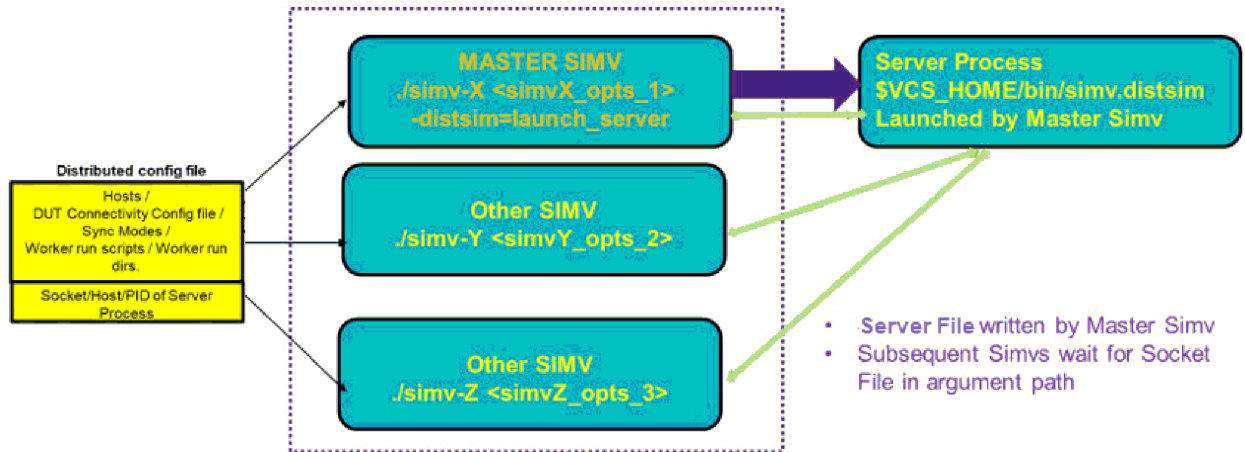 MASTER SIMV
./simv-X <simvX_opts_1>
-distsim=launch_server
Server Process
$VCS_HOME/bin/simv.distsim
Launched by Master Simv
Distributed config file
Hosts /
DUT Connectivity Config file /
Sync Modes /
Worker run scripts / Worker run
dirs.
Socket/Host/PID of Server
Process
Other SIMV
./simv-Y <simvY_opts_2>
Other SIMV
./simv-Z <simvZ_opts_3>
• Server File written by Master Simv
• Subsequent Simvs wait for Socket
File in argument path